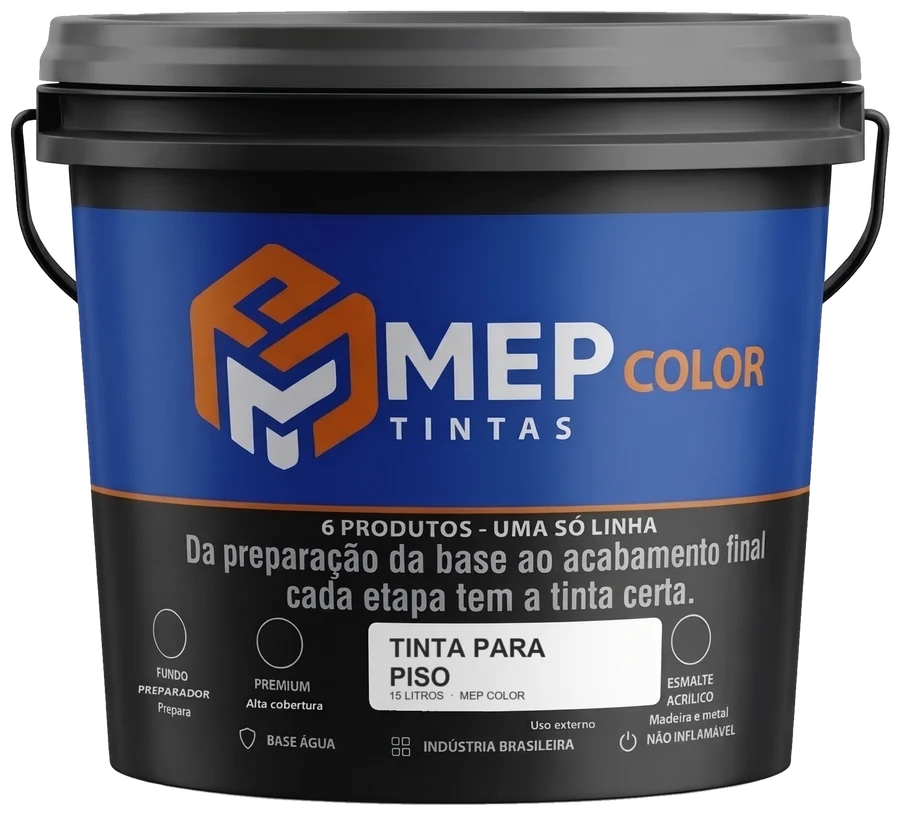 MEP COLOR
TINTAS
6 PRODUTOS - UMA SÓ LINHA
Da preparação da base ao acabamento final
cada etapa tem a tinta certa.
FUNDO
PREPARADOR
Prepara
PREMIUM
Alta cobertura
TINTA PARA
PISO
15 LITROS · MEP COLOR
Uso externo
ESMALTE
ACRÍLICO
Madeira e metal
BASE ÁGUA
INDÚSTRIA BRASILEIRA
NÃO INFLAMÁVEL